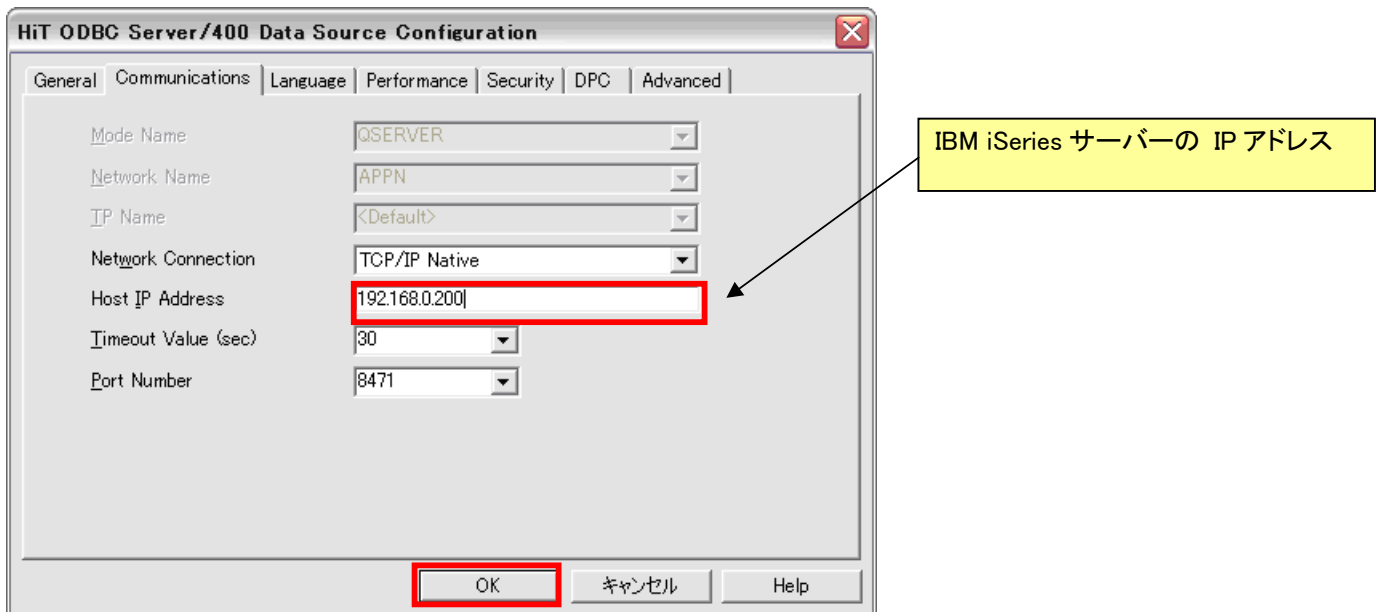 HiT ODBC Server/400 Data Source Configuration
General Communications Language Performance Security DPC Advanced
Mode Name QSERVER
Network Name APPN
TP Name <Default>
Network Connection TCP/IP Native
Host IP Address 192.168.0.200
Timeout Value (sec) 30
Port Number 8471
OK キャンセル Help
IBM iSeries サーバーの IP アドレス